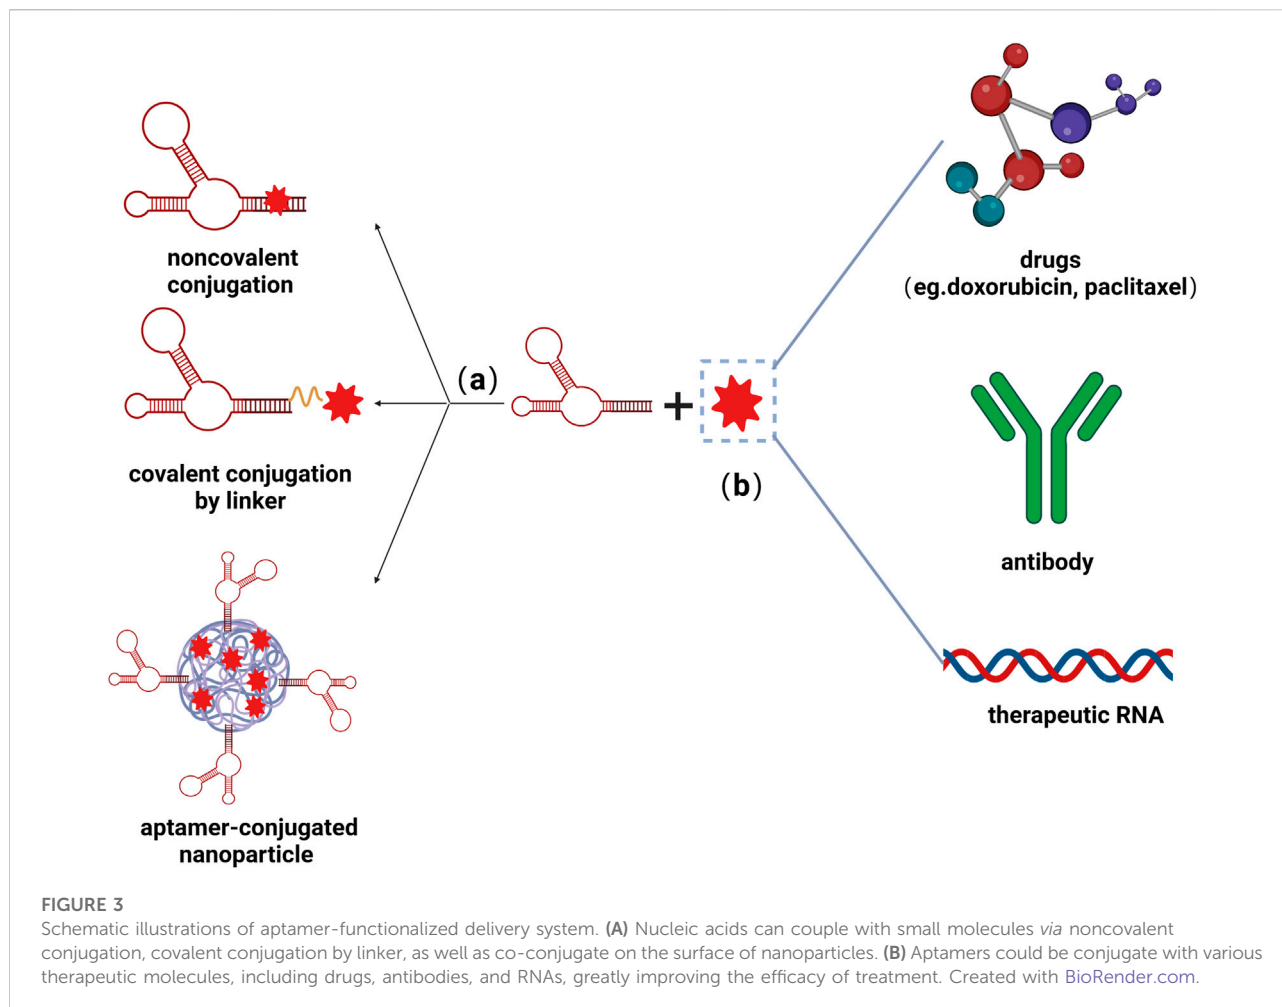 noncovalent
conjugation
covalent conjugation
by linker
aptamer-conjugated
nanoparticle
(a)
+
(b)
drugs
(eg.doxorubicin, paclitaxel)
antibody
therapeutic RNA
FIGURE 3
Schematic illustrations of aptamer-functionalized delivery system. (A) Nucleic acids can couple with small molecules via noncovalent
conjugation, covalent conjugation by linker, as well as co-conjugate on the surface of nanoparticles. (B) Aptamers could be conjugate with various
therapeutic molecules, including drugs, antibodies, and RNAs, greatly improving the efficacy of treatment. Created with BioRender.com.